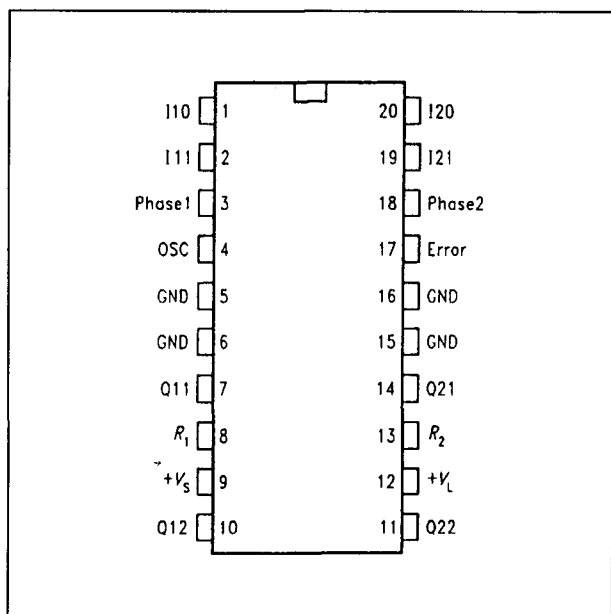 I10 1 20 I20
I11 2 19 I21
Phase1 3 18 Phase2
OSC 4 17 Error
GND 5 16 GND
GND 6 15 GND
Q11 7 14 Q21
R1 8 13 R2
+VS 9 12 +VL
Q12 10 11 Q22